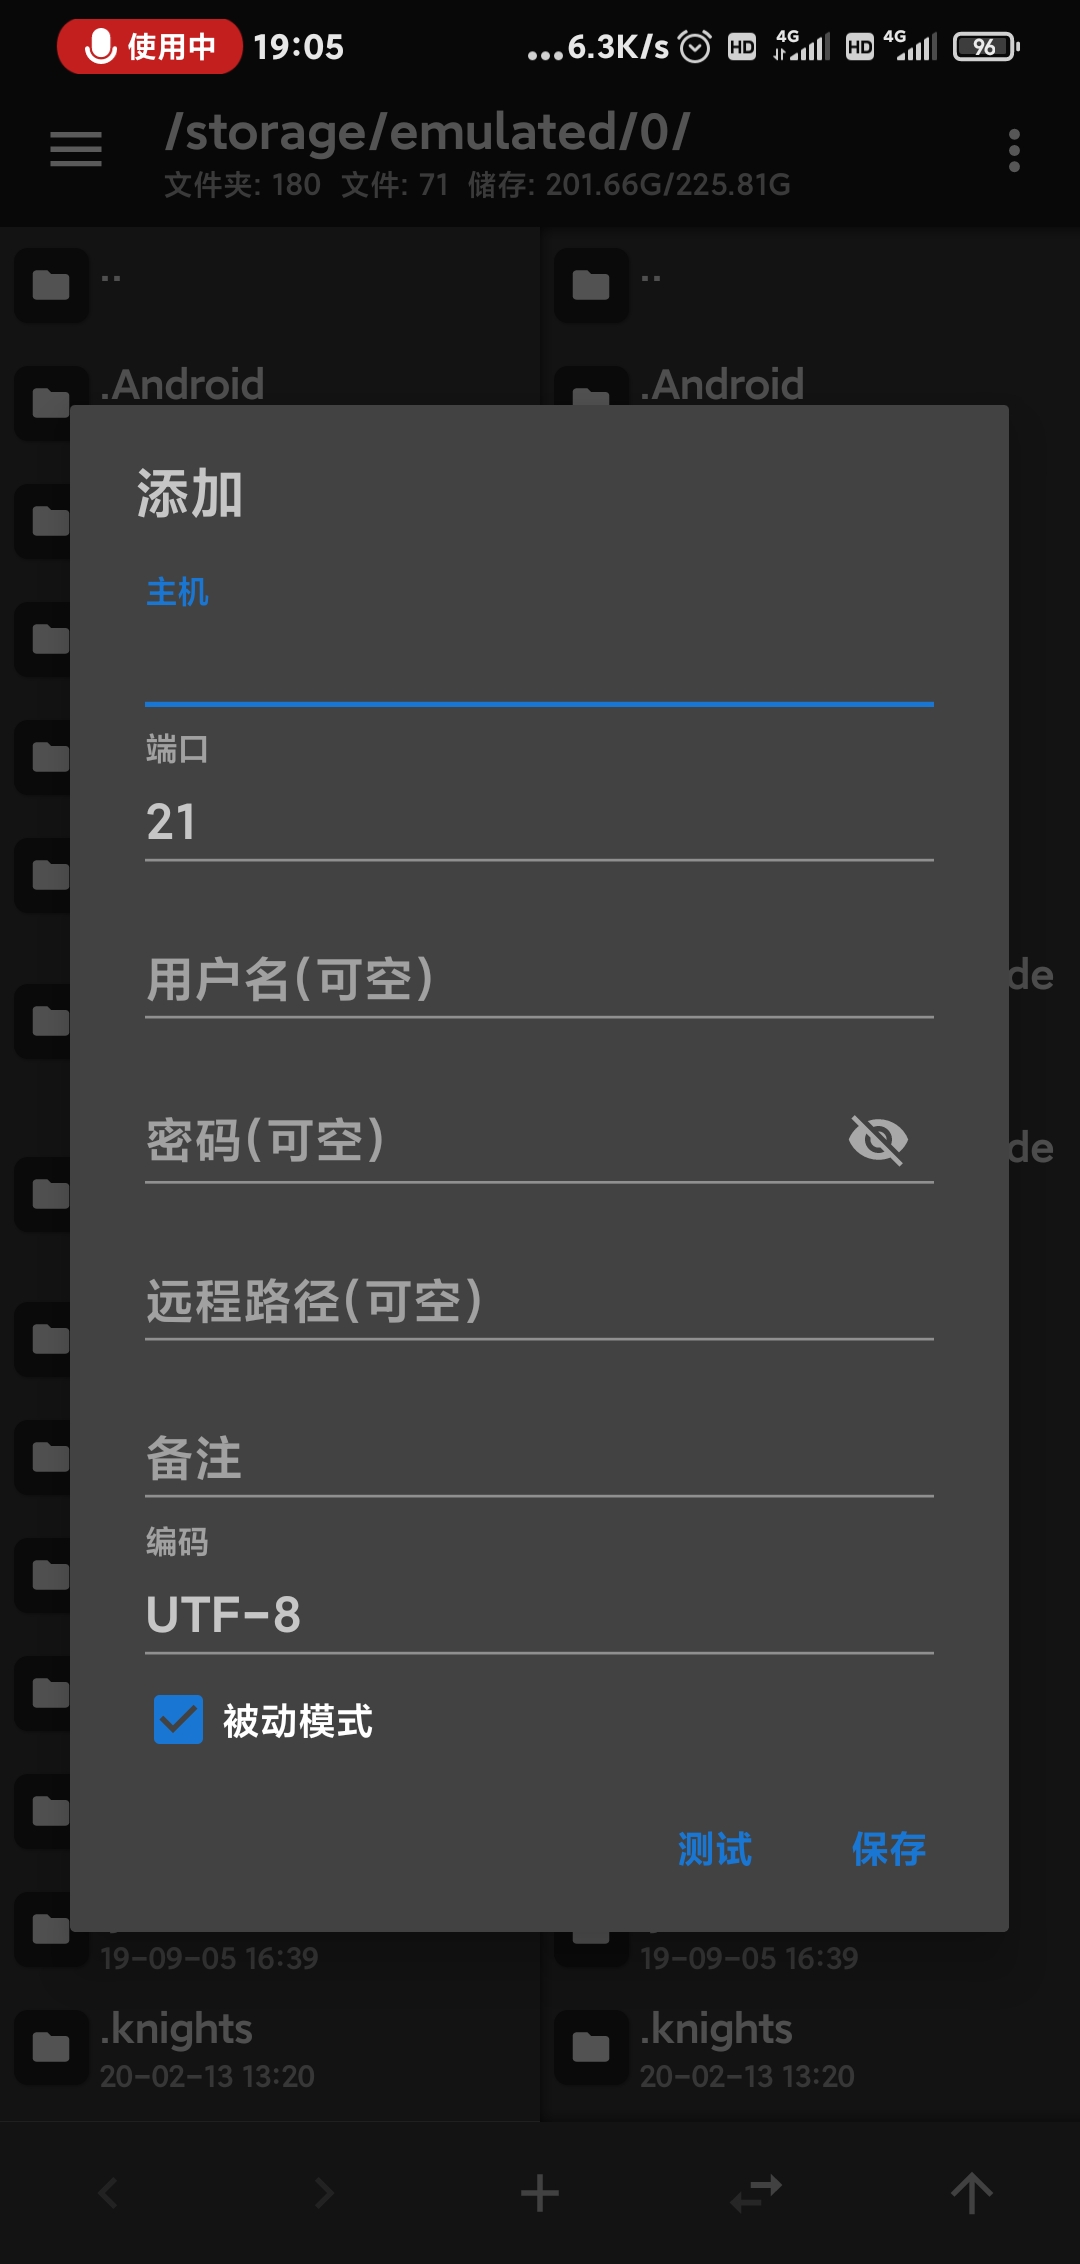 使用中 19:05 ...6.3K/s HD 4G HD 4G 96
/storage/emulated/0/
文件夹: 180 文件: 71 储存: 201.66G/225.81G
.. ..
.Android .Android
添加
主机
端口
21
用户名(可空)
de
密码(可空)
de
远程路径(可空)
备注
编码
UTF-8
被动模式
测试 保存
19-09-05 16:39 19-09-05 16:39
.knights .knights
20-02-13 13:20 20-02-13 13:20